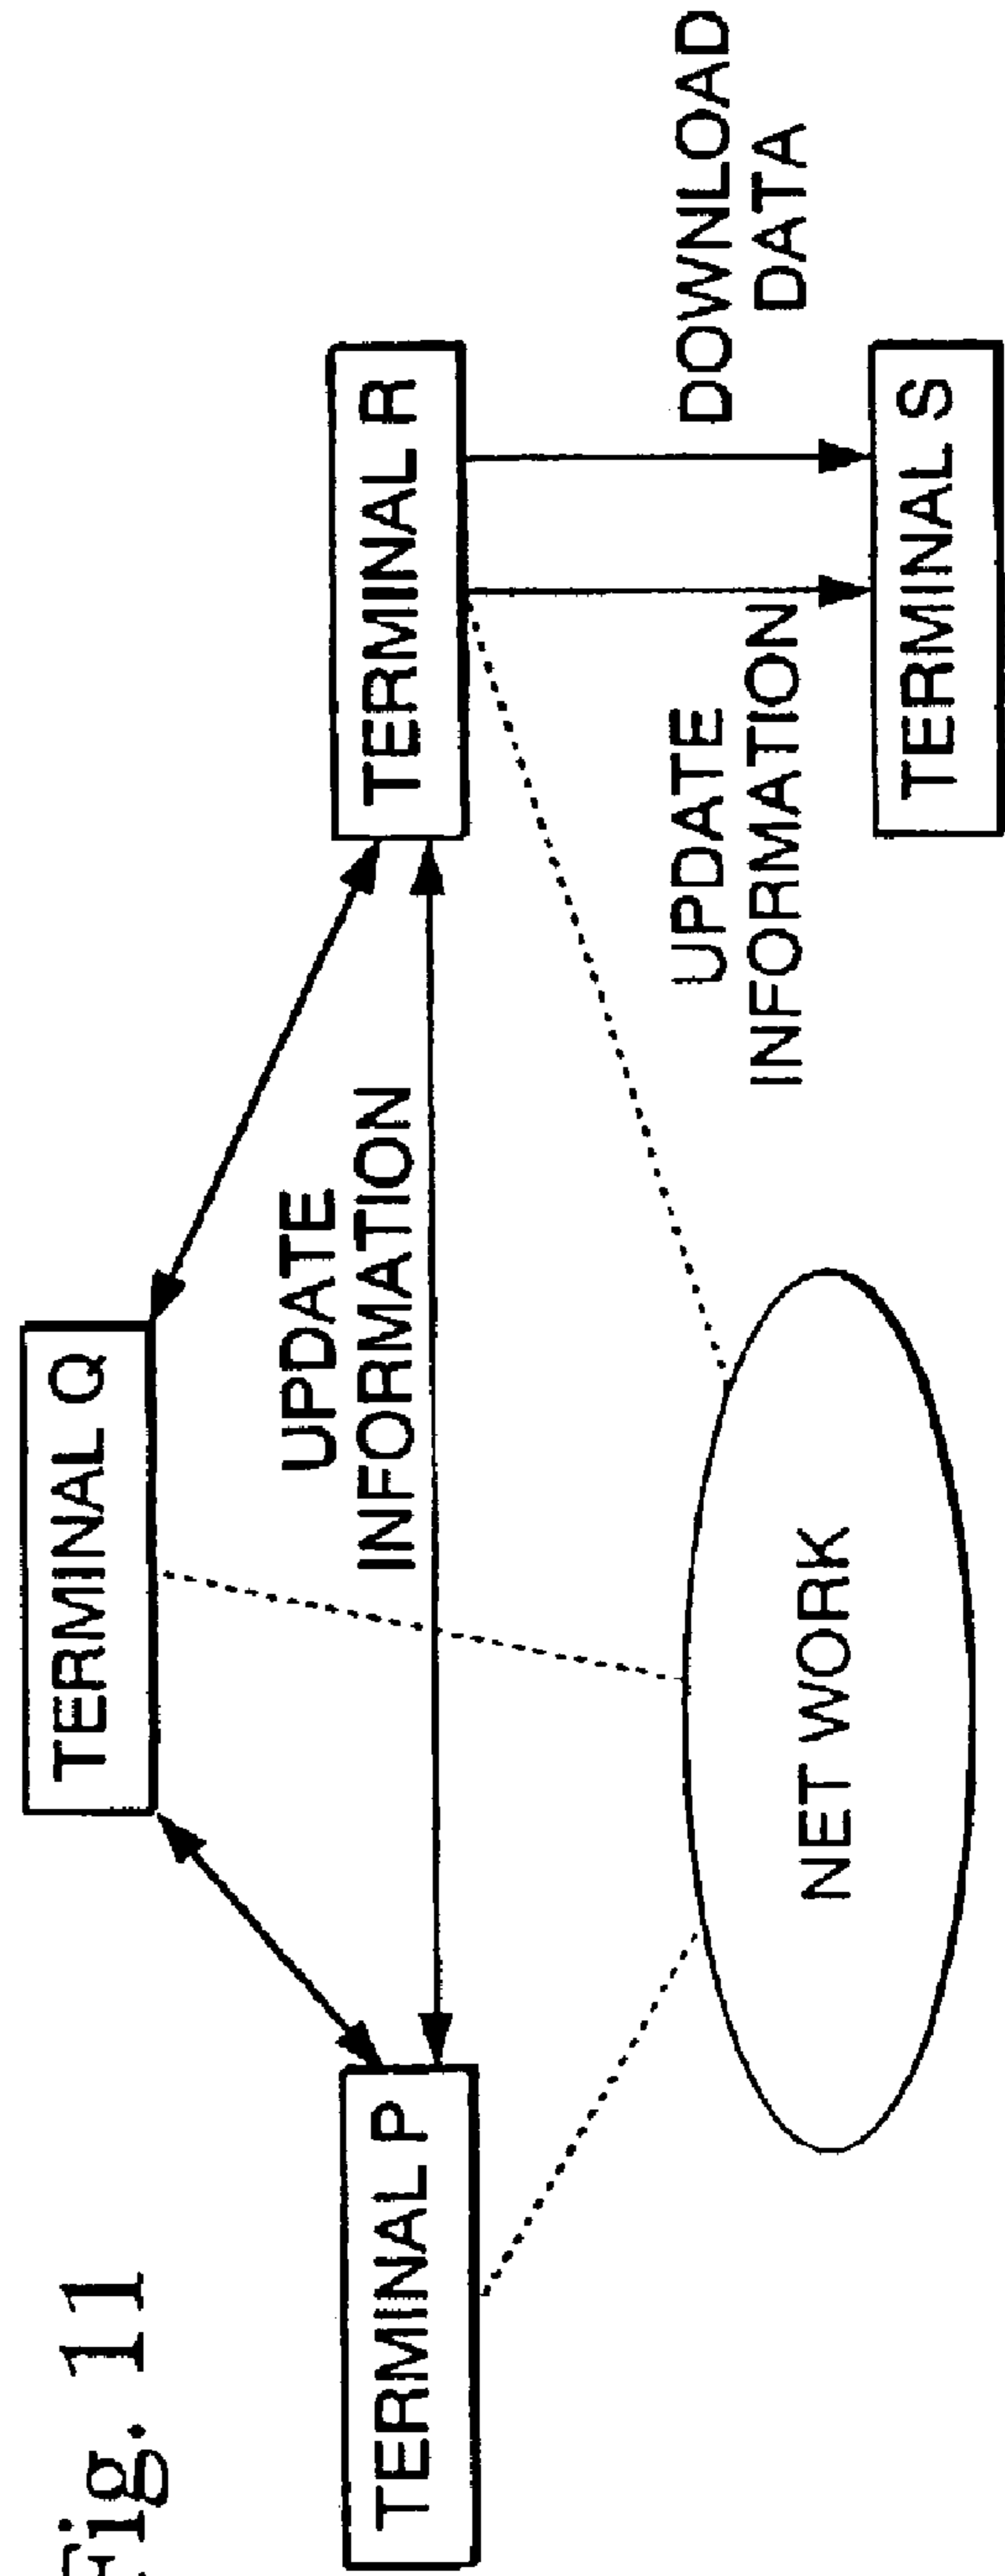 Fig. 11
TERMINAL Q
UPDATE
INFORMATION
TERMINAL P
TERMINAL R
UPDATE
INFORMATION
DOWNLOAD
DATA
NET WORK
TERMINAL S